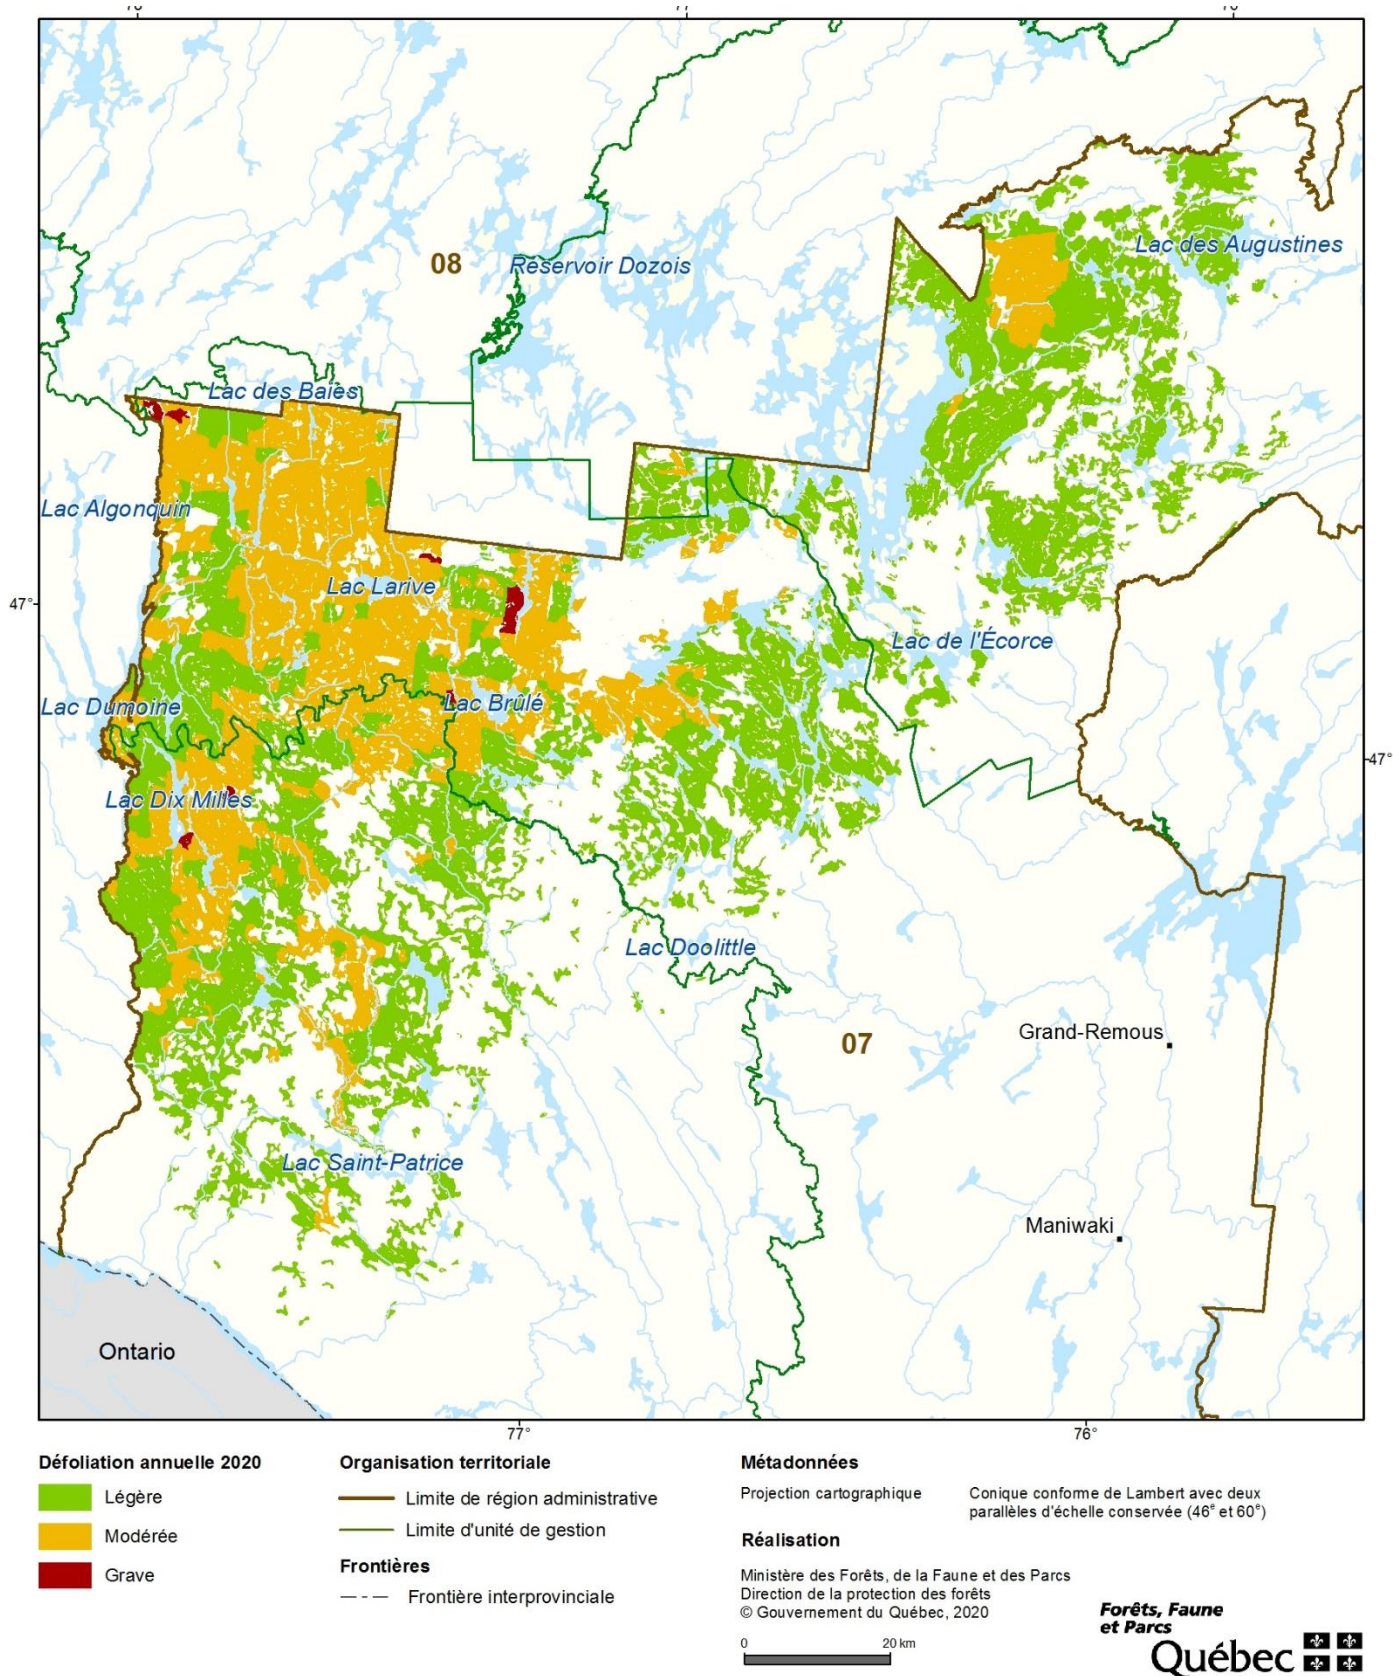 77
08
Réservoir Dozois
Lac des Augustines
Lac des Baies
Lac Algonquin
Lac Larive
47°
Lac de l'Écorce
Lac Dumoine
Lac Brûlé
47°
Lac Dix Milles
Lac Doolittle
07
Grand-Remous
Lac Saint-Patrice
Maniwaki
Ontario
77°
76°
Défoliation annuelle 2020
Légère
Modérée
Grave
Organisation territoriale
Limite de région administrative
Limite d'unité de gestion
Frontières
Frontière interprovinciale
Métadonnées
Projection cartographique
Conique conforme de Lambert avec deux
parallèles d'échelle conservée (46e et 60e)
Réalisation
Ministère des Forêts, de la Faune et des Parcs
Direction de la protection des forêts
© Gouvernement du Québec, 2020
0 20 km
Forêts, Faune
et Parcs
Québec